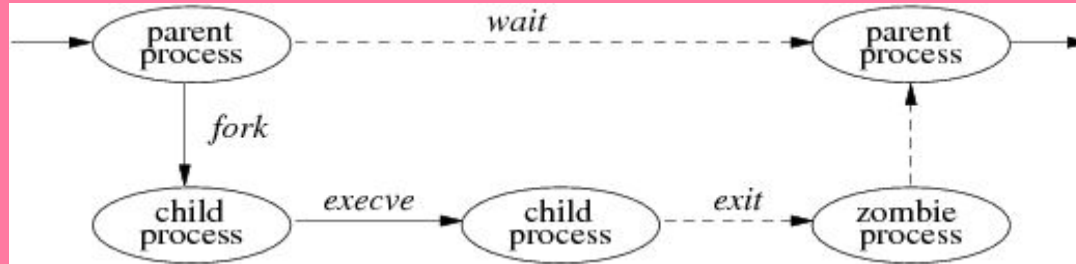 parent
process
wait
parent
process
fork
child
process
execve
child
process
exit
zombie
process